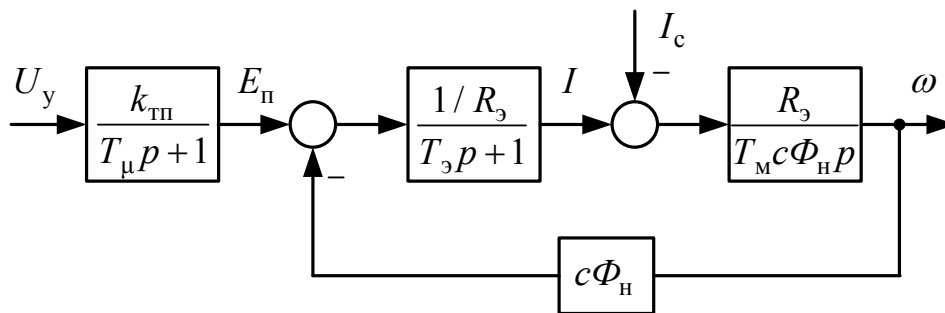 I_с
U_у
k_тп
T_μ p + 1
E_п
1 / R_э
T_э p + 1
I
R_э
T_м cΦ_н p
ω
−
−
cΦ_н